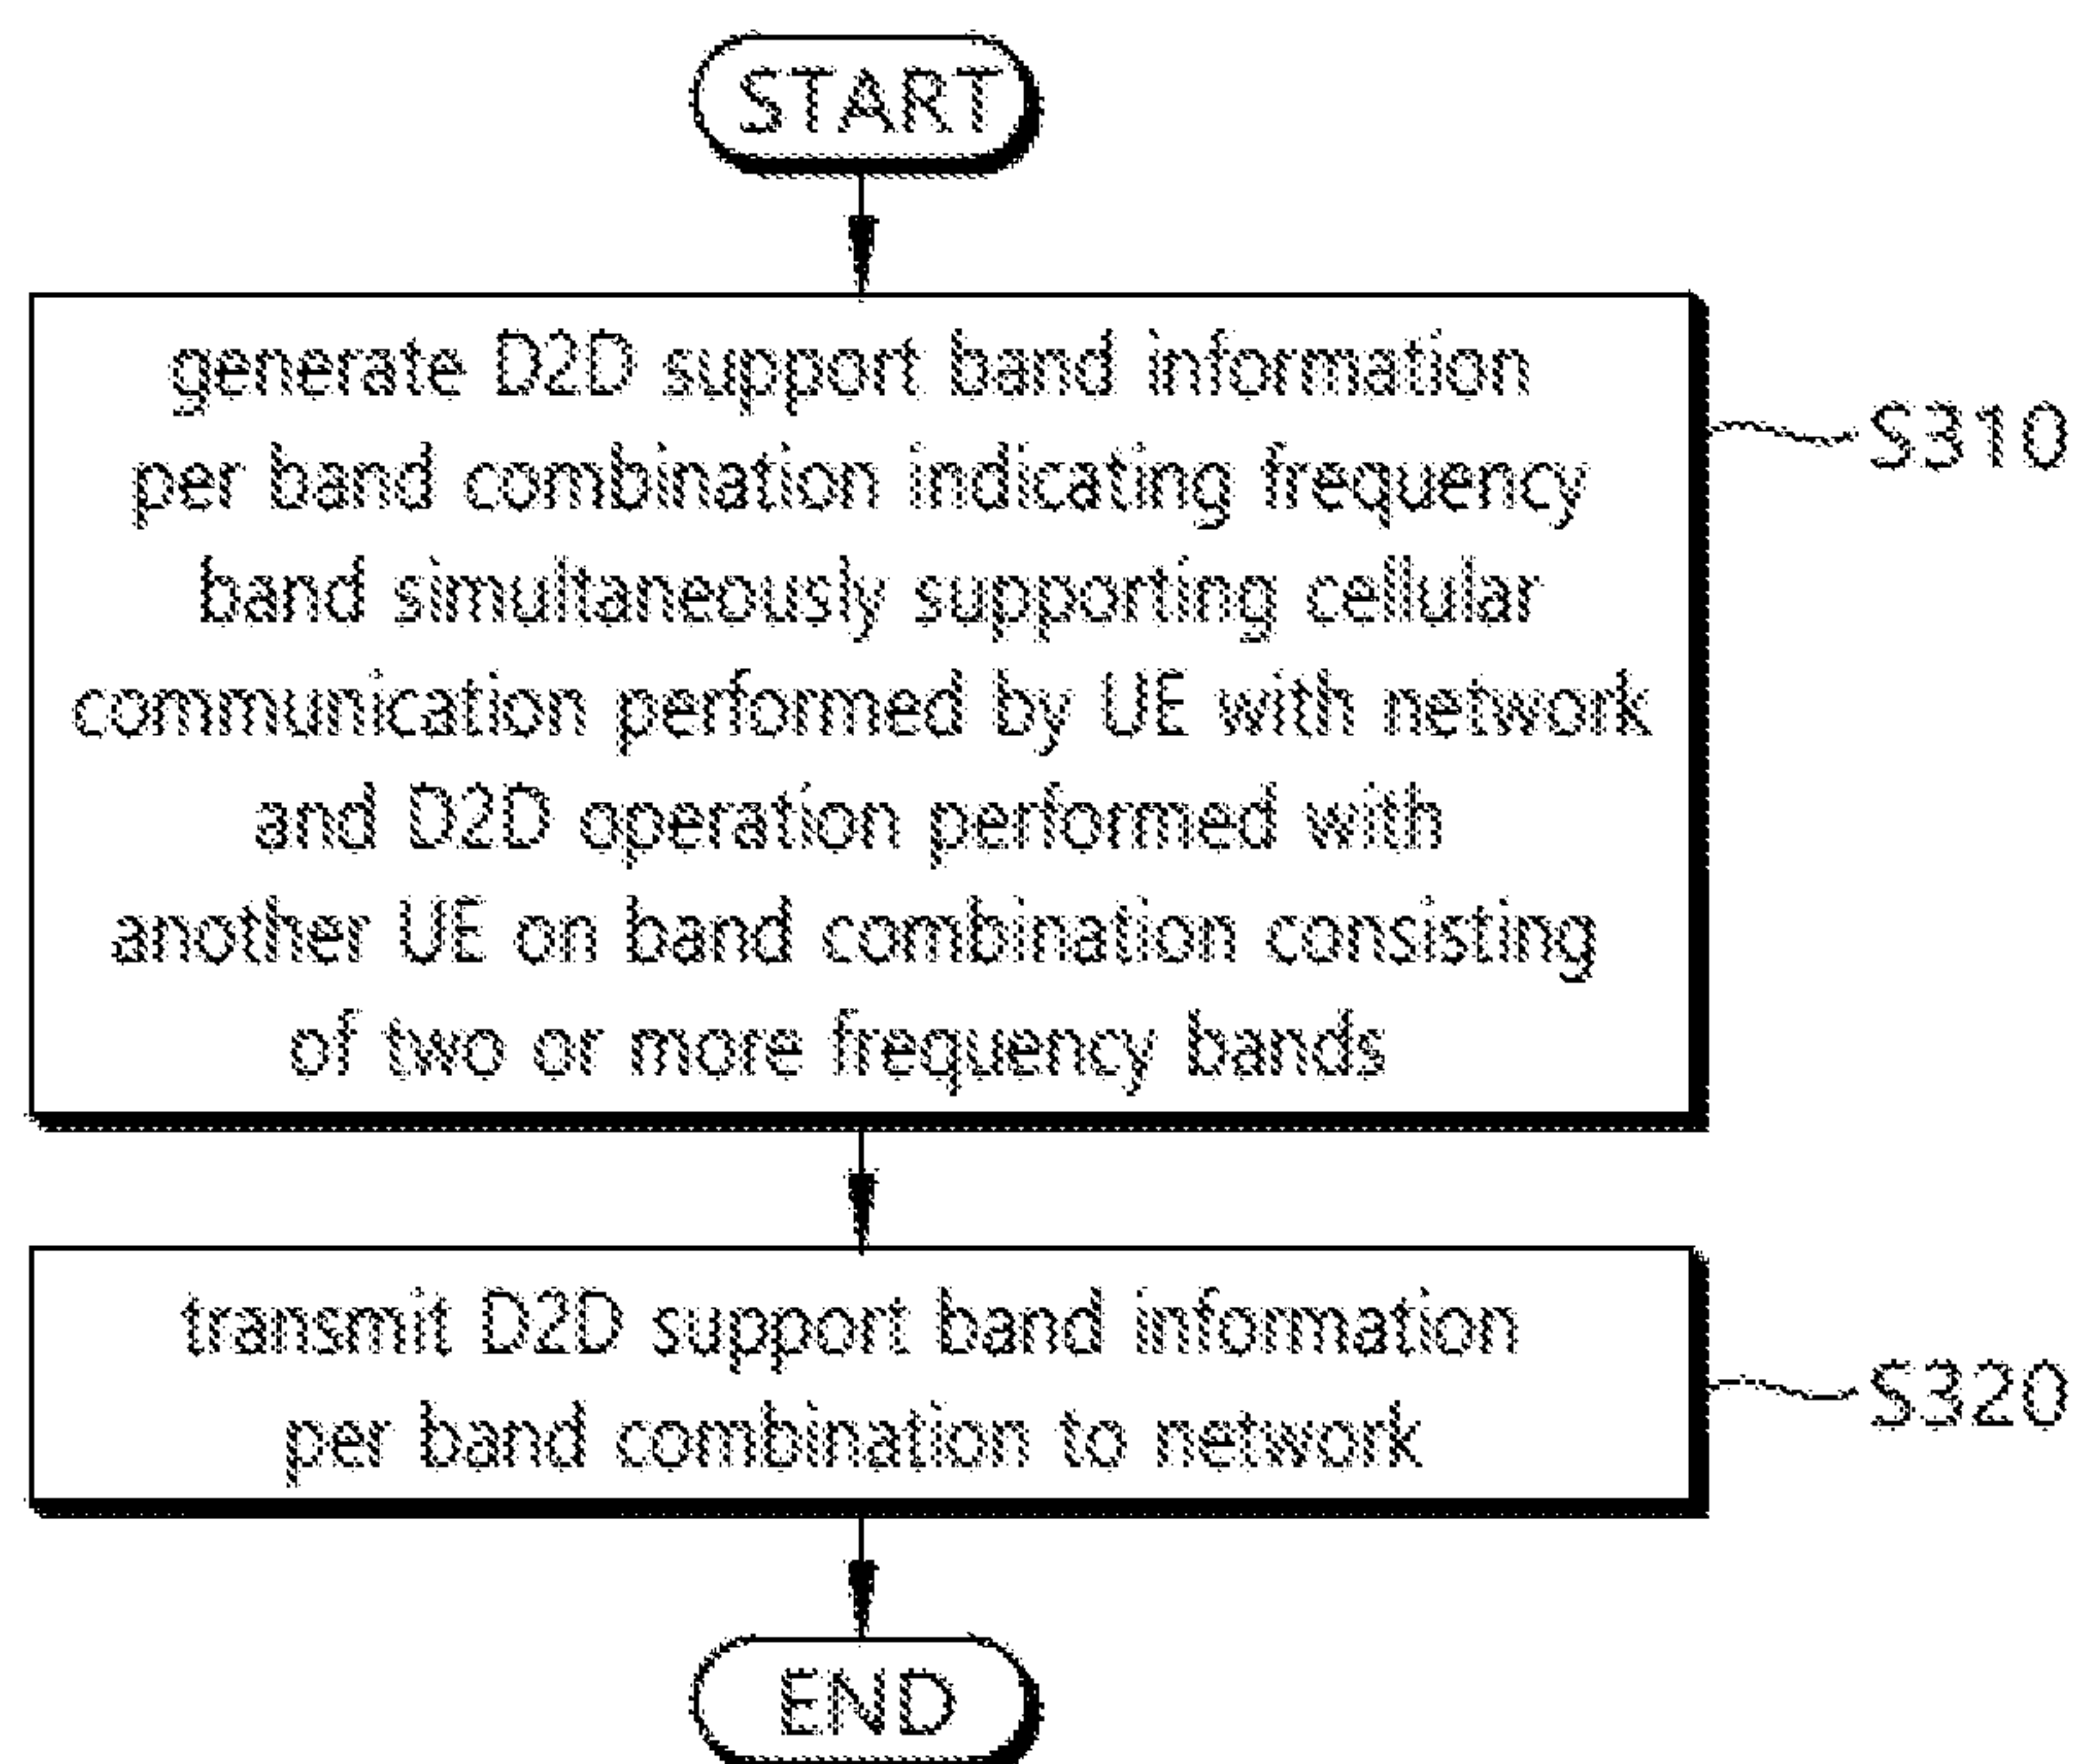 START
generate D2D support band information
per band combination indicating frequency
band simultaneously supporting cellular
communication performed by UE with network
and D2D operation performed with
another UE on band combination consisting
of two or more frequency bands
S310
transmit D2D support band information
per band combination to network
S320
END